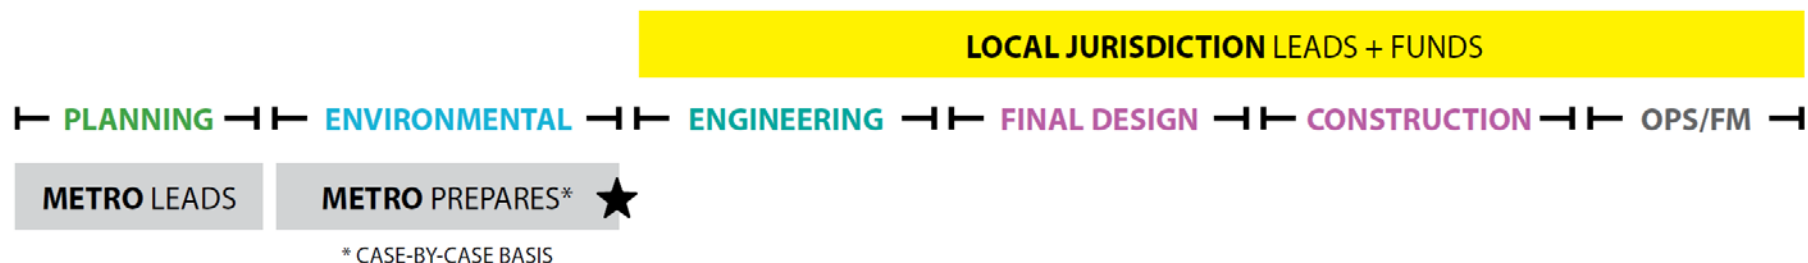 LOCAL JURISDICTION LEADS + FUNDS
PLANNING ENVIRONMENTAL ENGINEERING FINAL DESIGN CONSTRUCTION OPS/FM
METRO LEADS METRO PREPARES*
* CASE-BY-CASE BASIS